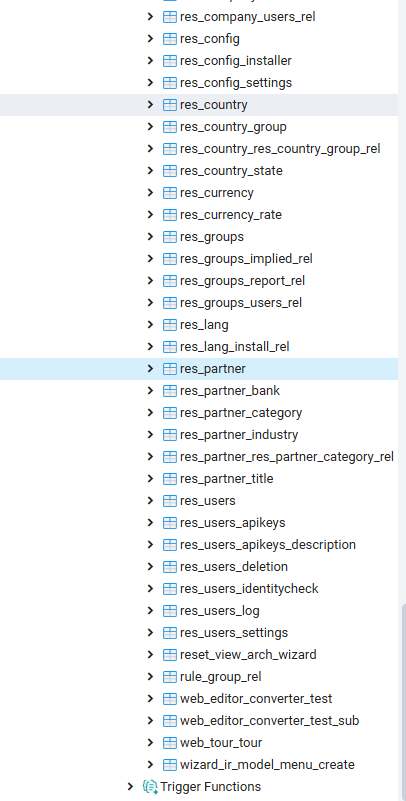 res_company_users_rel
res_config
res_config_installer
res_config_settings
res_country
res_country_group
res_country_res_country_group_rel
res_country_state
res_currency
res_currency_rate
res_groups
res_groups_implied_rel
res_groups_report_rel
res_groups_users_rel
res_lang
res_lang_install_rel
res_partner
res_partner_bank
res_partner_category
res_partner_industry
res_partner_res_partner_category_rel
res_partner_title
res_users
res_users_apikeys
res_users_apikeys_description
res_users_deletion
res_users_identitycheck
res_users_log
res_users_settings
reset_view_arch_wizard
rule_group_rel
web_editor_converter_test
web_editor_converter_test_sub
web_tour_tour
wizard_ir_model_menu_create
Trigger Functions